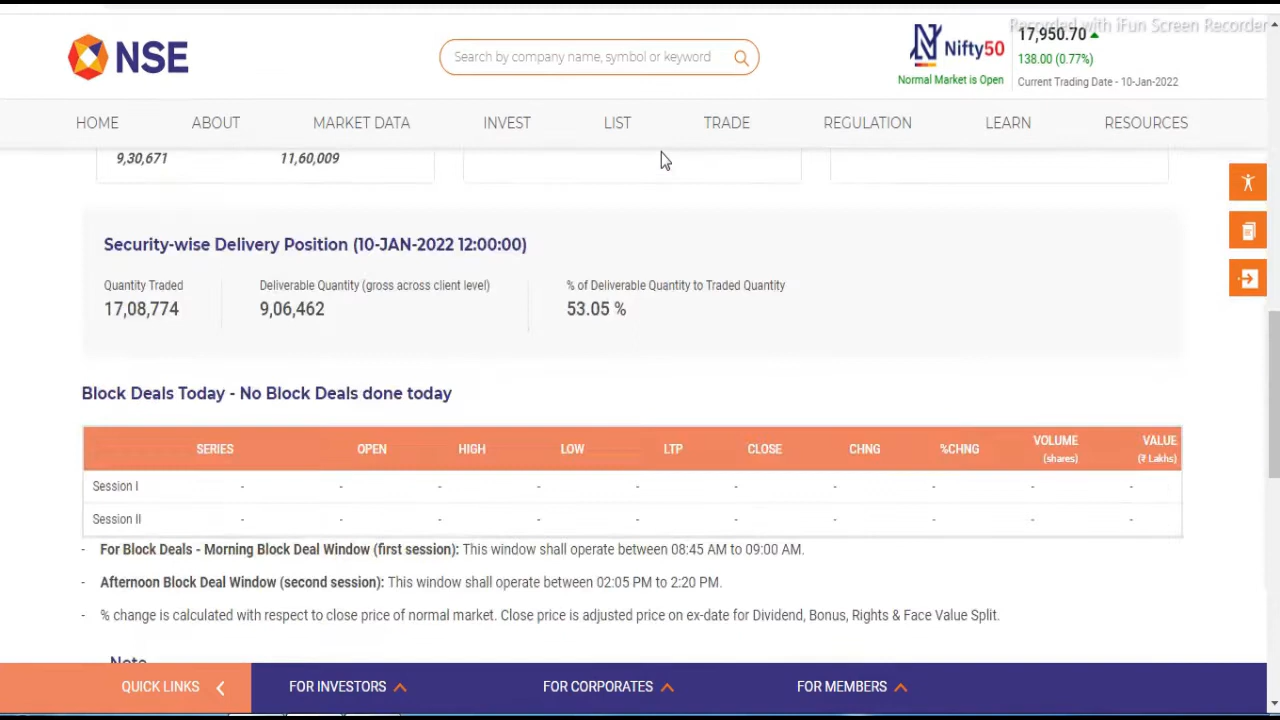 Recorded with iFun Screen Recorder
NSE
Search by company name, symbol or keyword
Nifty50
Normal Market is Open
17,950.70
138.00 (0.77%)
Current Trading Date - 10-Jan-2022
HOME ABOUT MARKET DATA INVEST LIST TRADE REGULATION LEARN RESOURCES
9,30,671 11,60,009
Security-wise Delivery Position (10-JAN-2022 12:00:00)
Quantity Traded Deliverable Quantity (gross across client level) % of Deliverable Quantity to Traded Quantity
17,08,774 9,06,462 53.05 %
Block Deals Today - No Block Deals done today
SERIES OPEN HIGH LOW LTP CLOSE CHNG %CHNG VOLUME (shares) VALUE (₹ Lakhs)
Session I - - - - - - - - - -
Session II - - - - - - - - - -
- For Block Deals - Morning Block Deal Window (first session): This window shall operate between 08:45 AM to 09:00 AM.
- Afternoon Block Deal Window (second session): This window shall operate between 02:05 PM to 2:20 PM.
- % change is calculated with respect to close price of normal market. Close price is adjusted price on ex-date for Dividend, Bonus, Rights & Face Value Split.
Note
QUICK LINKS FOR INVESTORS FOR CORPORATES FOR MEMBERS